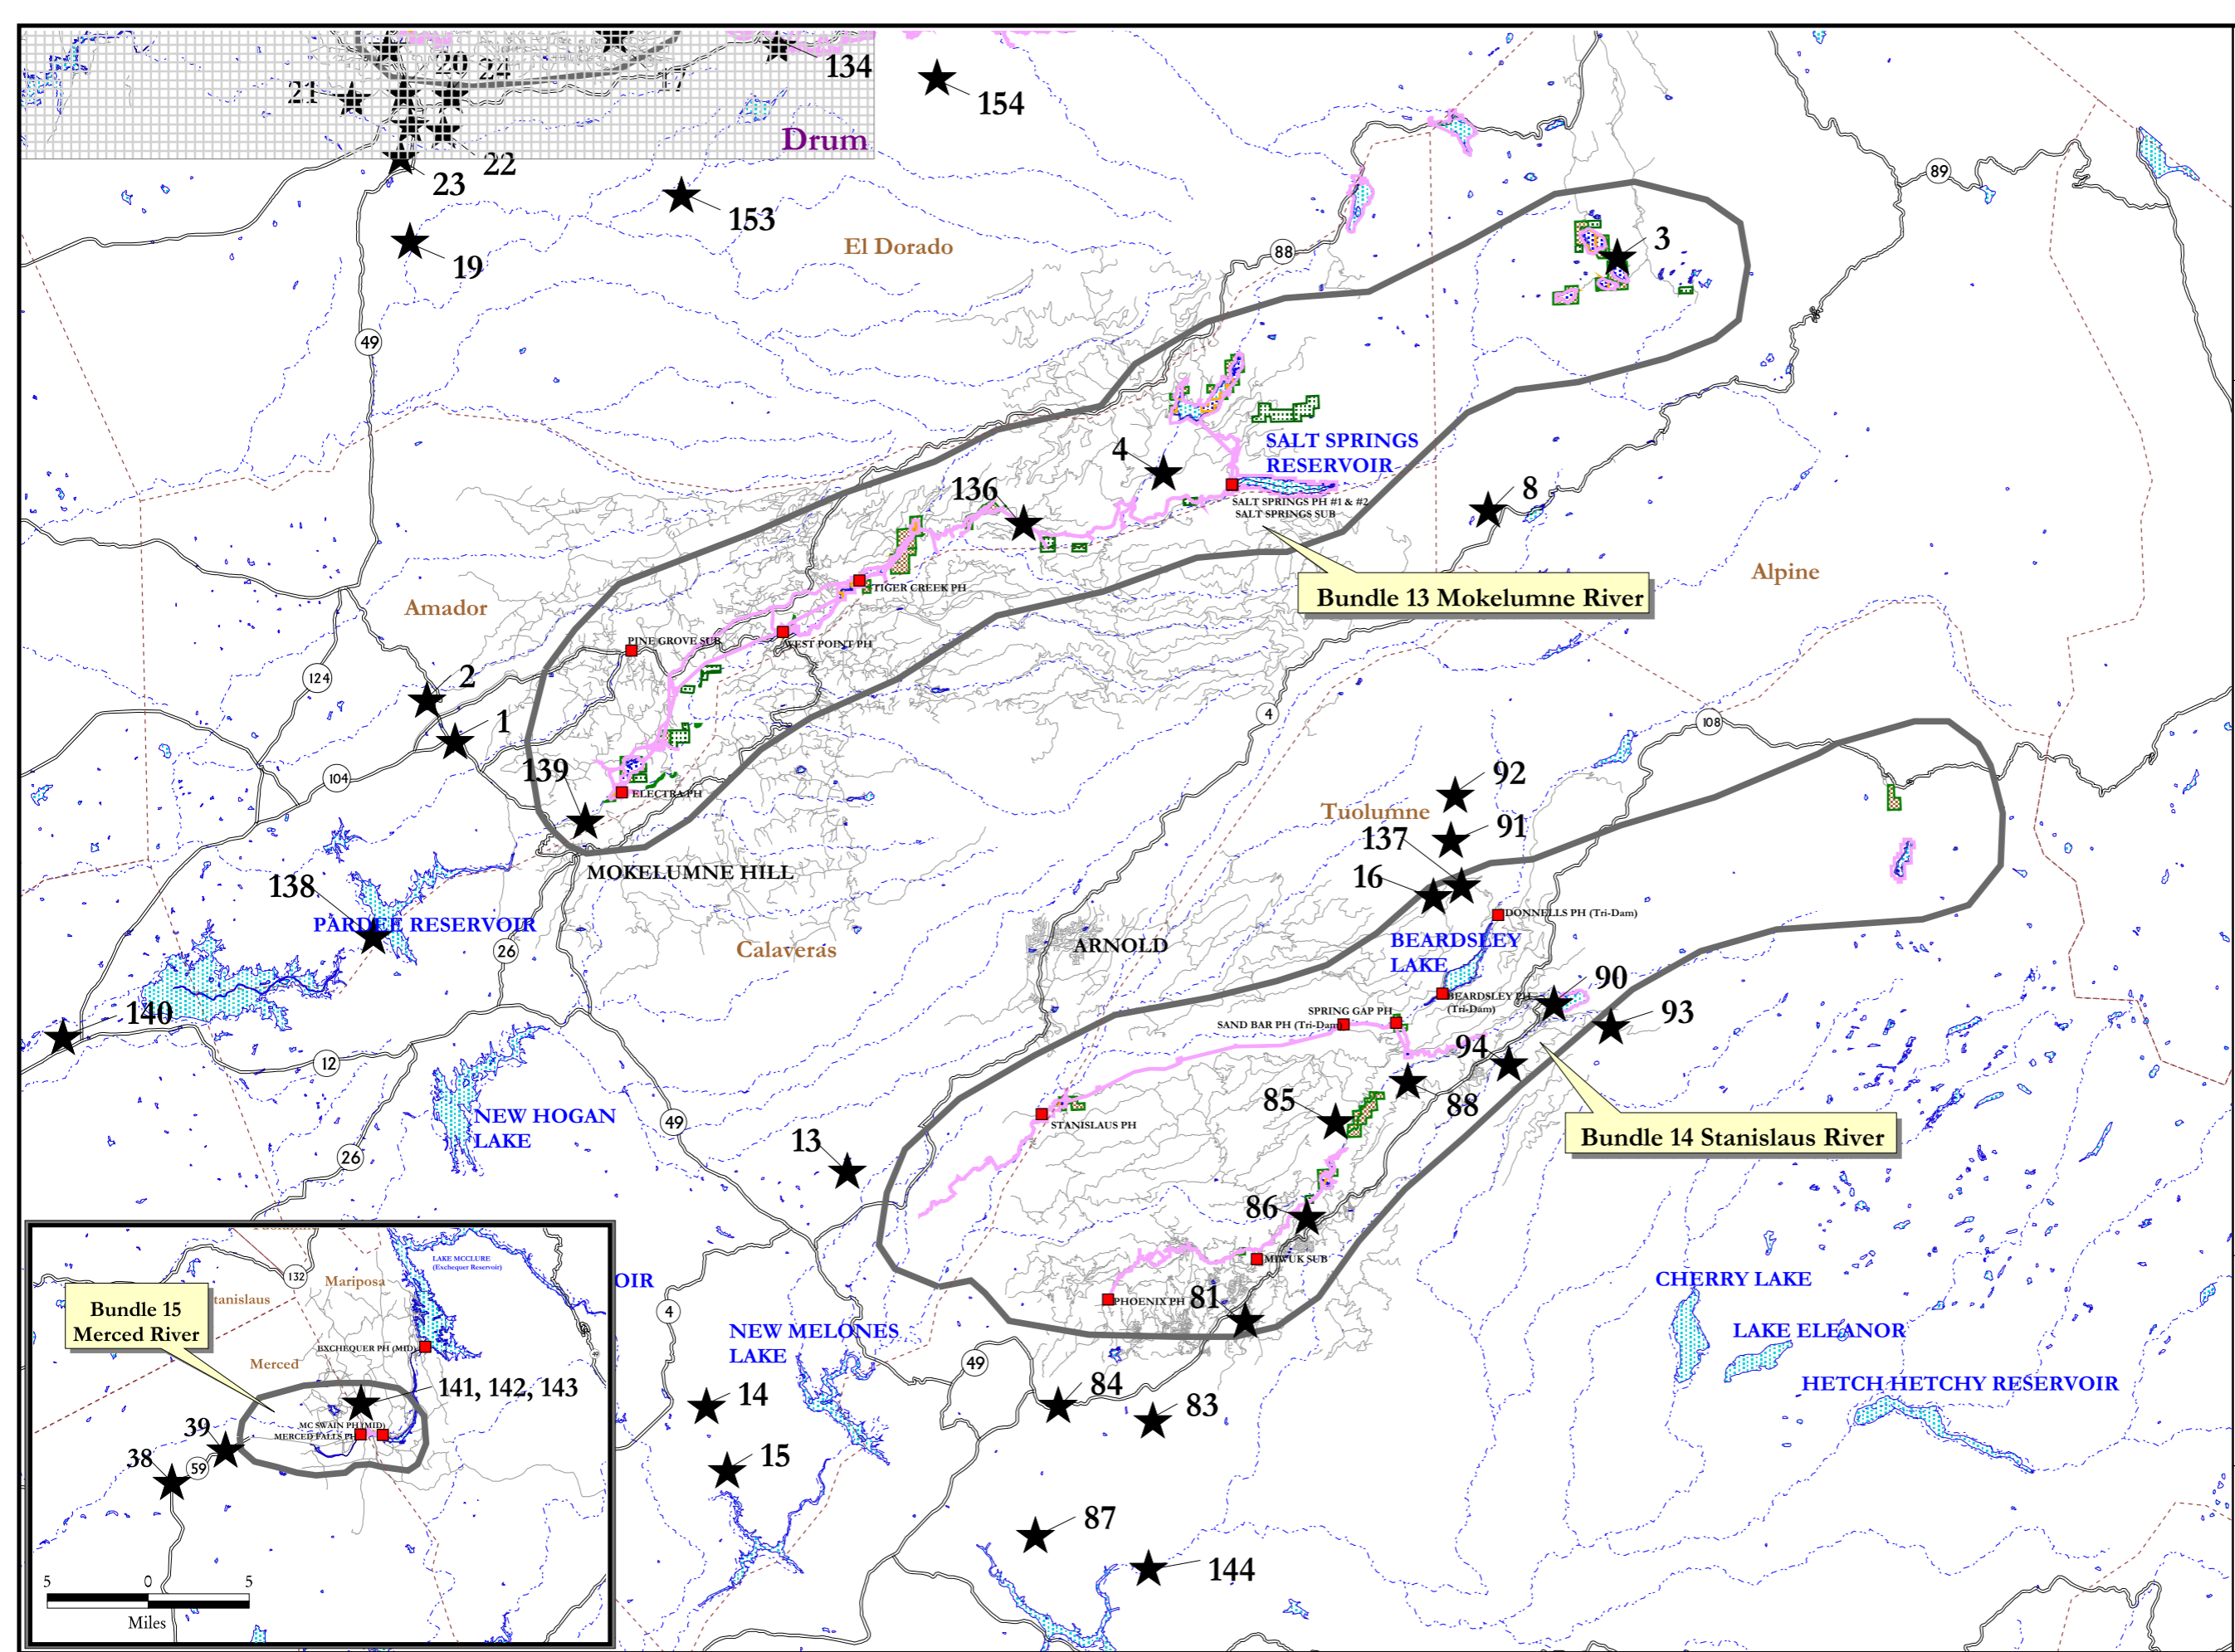 20
24
17
134
21
154
Drum
22
23
153
19
El Dorado
89
88
3
49
4
SALT SPRINGS
RESERVOIR
136
8
SALT SPRINGS PH #1 & #2
SALT SPRINGS SUB
Alpine
Bundle 13 Mokelumne River
TIGER CREEK PH
Amador
PINE GROVE SUB
WEST POINT PH
124
2
1
4
108
104
139
ELECTRA PH
92
Tuolumne
137
91
16
MOKELUMNE HILL
138
PARDEE RESERVOIR
DONNELLS PH (Tri-Dam)
BEARDSLEY
LAKE
ARNOLD
Calaveras
26
90
BEARDSLEY PH
(Tri-Dam)
SPRING GAP PH
SAND BAR PH (Tri-Dam)
93
140
94
12
85
88
NEW HOGAN
LAKE
49
STANISLAUS PH
Bundle 14 Stanislaus River
13
26
86
MIWUK SUB
OIR
CHERRY LAKE
PHOENIX PH
81
4
NEW MELONES
LAKE
LAKE ELEANOR
49
HETCH HETCHY RESERVOIR
84
14
83
15
87
144
LAKE MCCLURE
(Exchequer Reservoir)
132
Mariposa
tanislaus
Bundle 15
Merced River
EXCHEQUER PH (MID)
Merced
141, 142, 143
MC SWAIN PH (MID)
MERCED FALLS PH
39
38
59
5 0 5
Miles